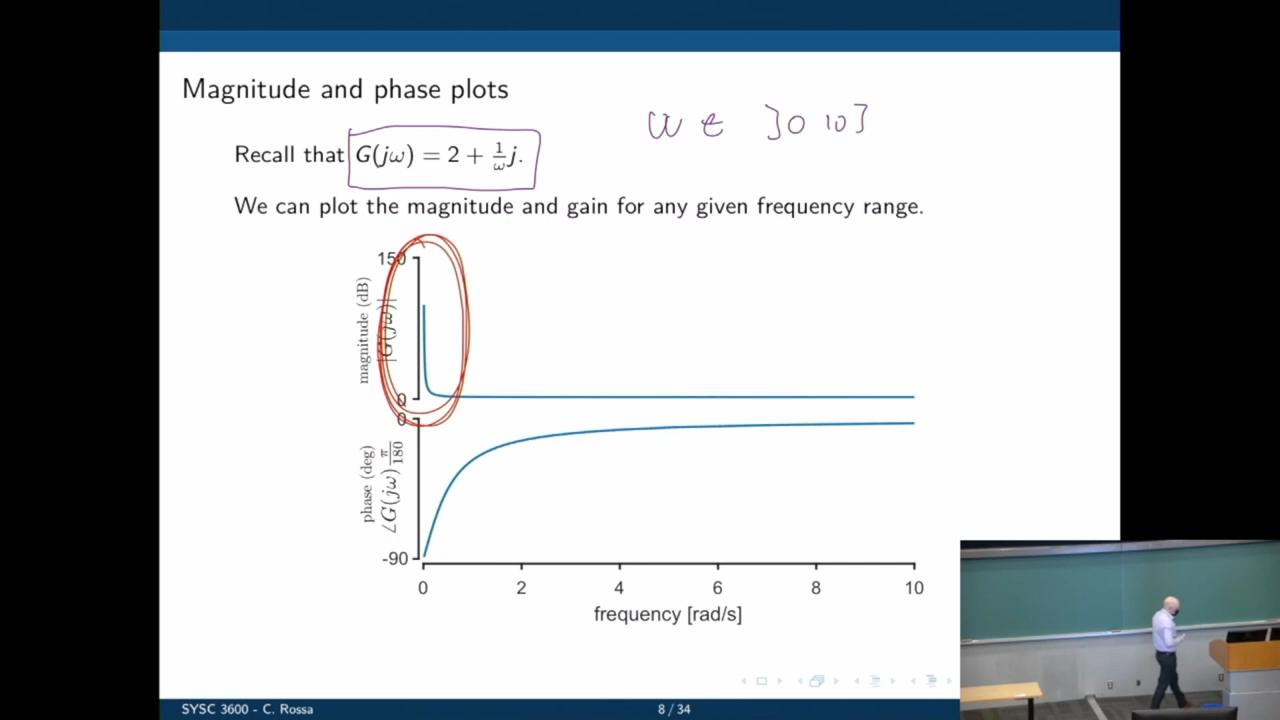 Magnitude and phase plots
ω ∈ ]0 10]
Recall that G(jω) = 2 + 1/ω j.
We can plot the magnitude and gain for any given frequency range.
150
magnitude (dB)
|G(jω)|
0
0
phase (deg)
∠G(jω) π/180
-90
0 2 4 6 8 10
frequency [rad/s]
SYSC 3600 - C. Rossa
8 / 34